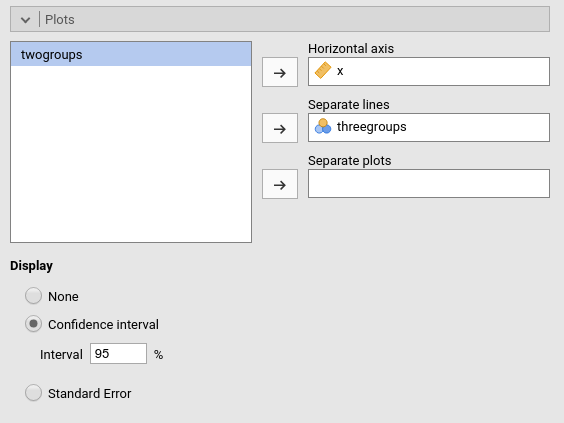 Plots
twogroups
Horizontal axis
x
Separate lines
threegroups
Separate plots
Display
None
Confidence interval
Interval 95 %
Standard Error